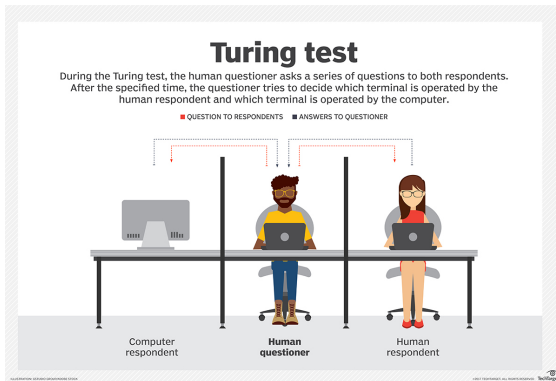 Turing test
During the Turing test, the human questioner asks a series of questions to both respondents.
After the specified time, the questioner tries to decide which terminal is operated by the
human respondent and which terminal is operated by the computer.
QUESTION TO RESPONDENTS ANSWERS TO QUESTIONER
Computer
respondent
Human
questioner
Human
respondent
TechTarget